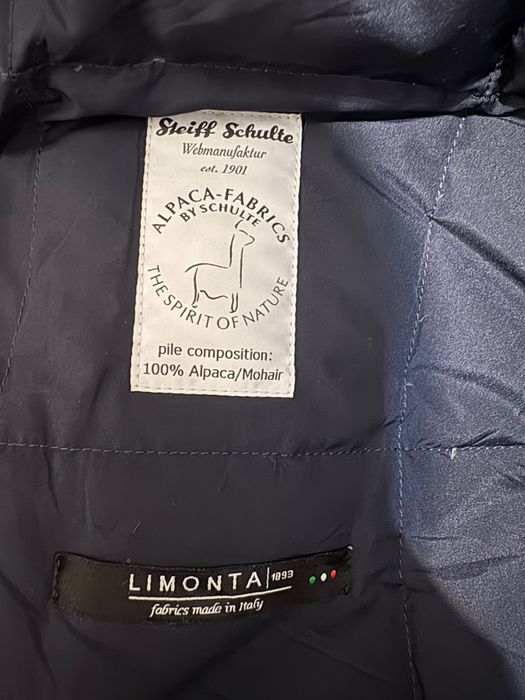 Steiff Schulte
Webmanufaktur
est. 1901
ALPACA-FABRICS
BY SCHULTE
THE SPIRIT OF NATURE
pile composition:
100% Alpaca/Mohair
LIMONTA 1893
fabrics made in Italy